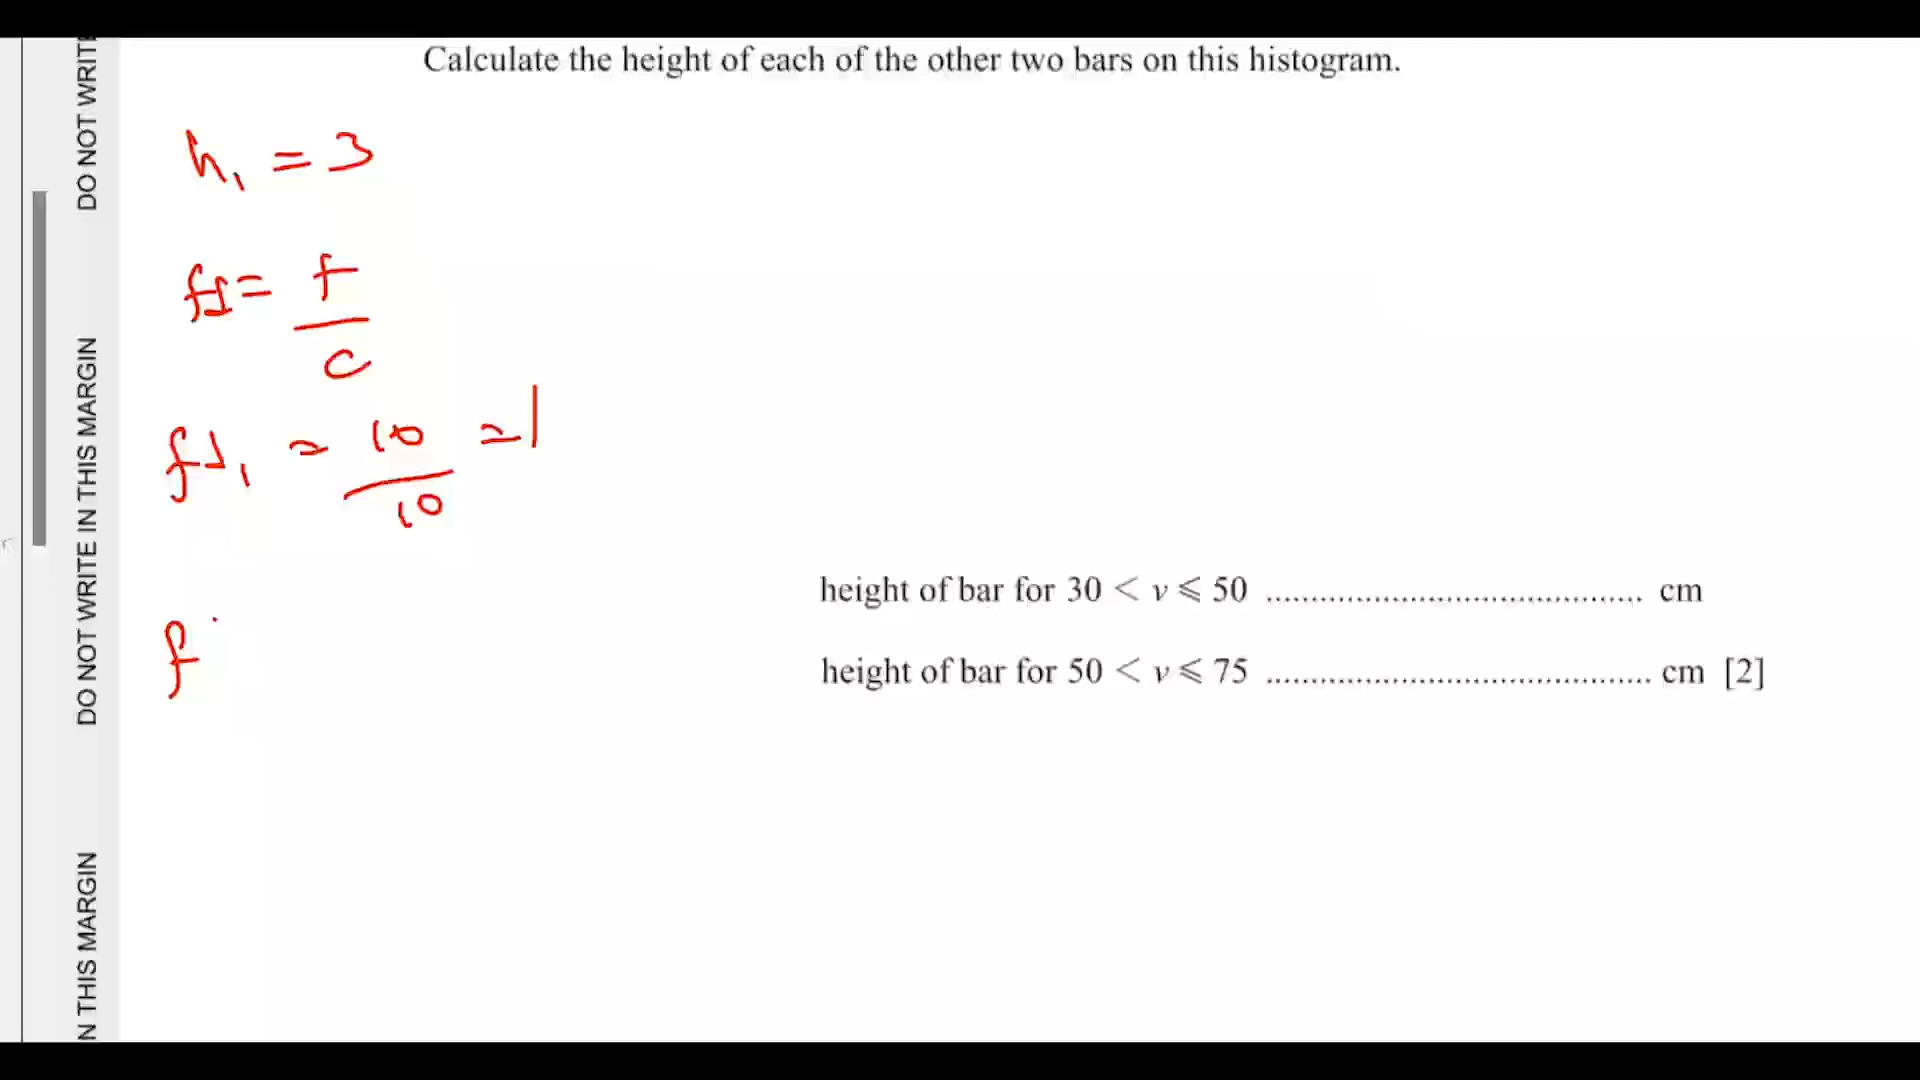 DO NOT WRITE
Calculate the height of each of the other two bars on this histogram.
h₁ = 3
fd = f
c
fd₁ = 10 = 1
10
DO NOT WRITE IN THIS MARGIN
height of bar for 30 < v ⩽ 50 .......................................... cm
f
height of bar for 50 < v ⩽ 75 .......................................... cm [2]
N THIS MARGIN